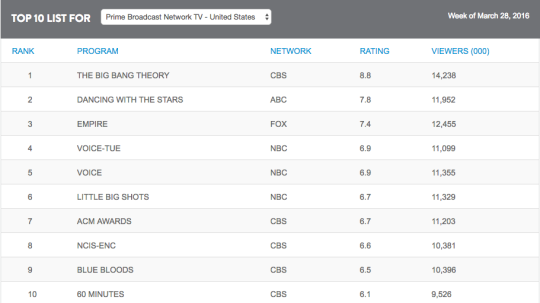 TOP 10 LIST FOR Prime Broadcast Network TV - United States Week of March 28, 2016
RANK PROGRAM NETWORK RATING VIEWERS (000)
1 THE BIG BANG THEORY CBS 8.8 14,238
2 DANCING WITH THE STARS ABC 7.8 11,952
3 EMPIRE FOX 7.4 12,455
4 VOICE-TUE NBC 6.9 11,099
5 VOICE NBC 6.9 11,355
6 LITTLE BIG SHOTS NBC 6.7 11,329
7 ACM AWARDS CBS 6.7 11,203
8 NCIS-ENC CBS 6.6 10,381
9 BLUE BLOODS CBS 6.5 10,396
10 60 MINUTES CBS 6.1 9,526